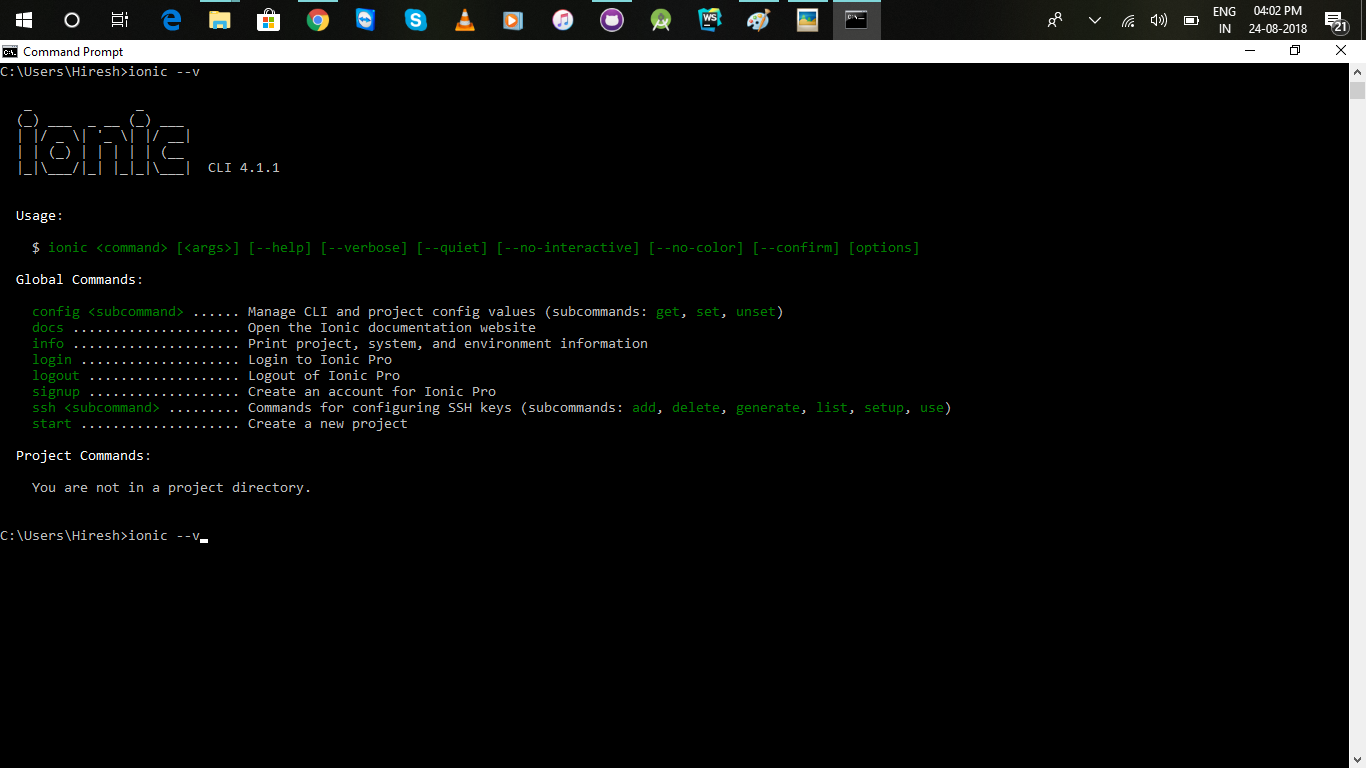 ENG 04:02 PM
IN 24-08-2018 21
Command Prompt
C:\Users\Hiresh>ionic --v
ionic CLI 4.1.1
Usage:
$ ionic <command> [<args>] [--help] [--verbose] [--quiet] [--no-interactive] [--no-color] [--confirm] [options]
Global Commands:
config <subcommand> ...... Manage CLI and project config values (subcommands: get, set, unset)
docs ..................... Open the Ionic documentation website
info ..................... Print project, system, and environment information
login .................... Login to Ionic Pro
logout ................... Logout of Ionic Pro
signup ................... Create an account for Ionic Pro
ssh <subcommand> ......... Commands for configuring SSH keys (subcommands: add, delete, generate, list, setup, use)
start .................... Create a new project
Project Commands:
You are not in a project directory.
C:\Users\Hiresh>ionic --v